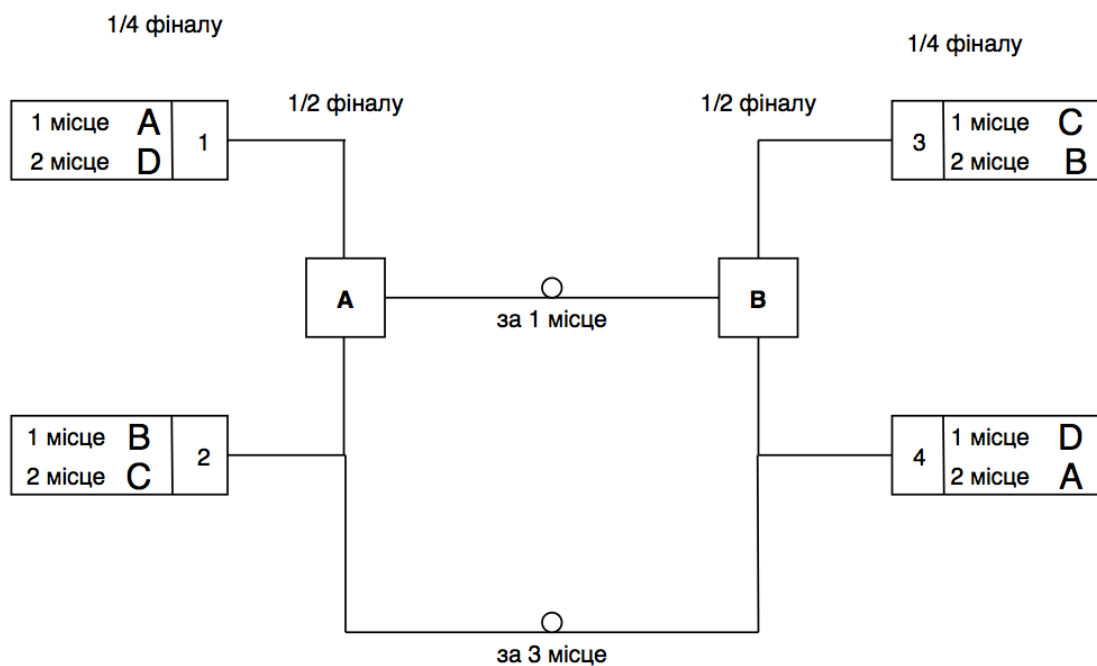 1/4 фіналу
1/4 фіналу
1/2 фіналу
1/2 фіналу
1 місце A
2 місце D
1
3
1 місце C
2 місце B
A
B
за 1 місце
1 місце B
2 місце C
2
4
1 місце D
2 місце A
за 3 місце